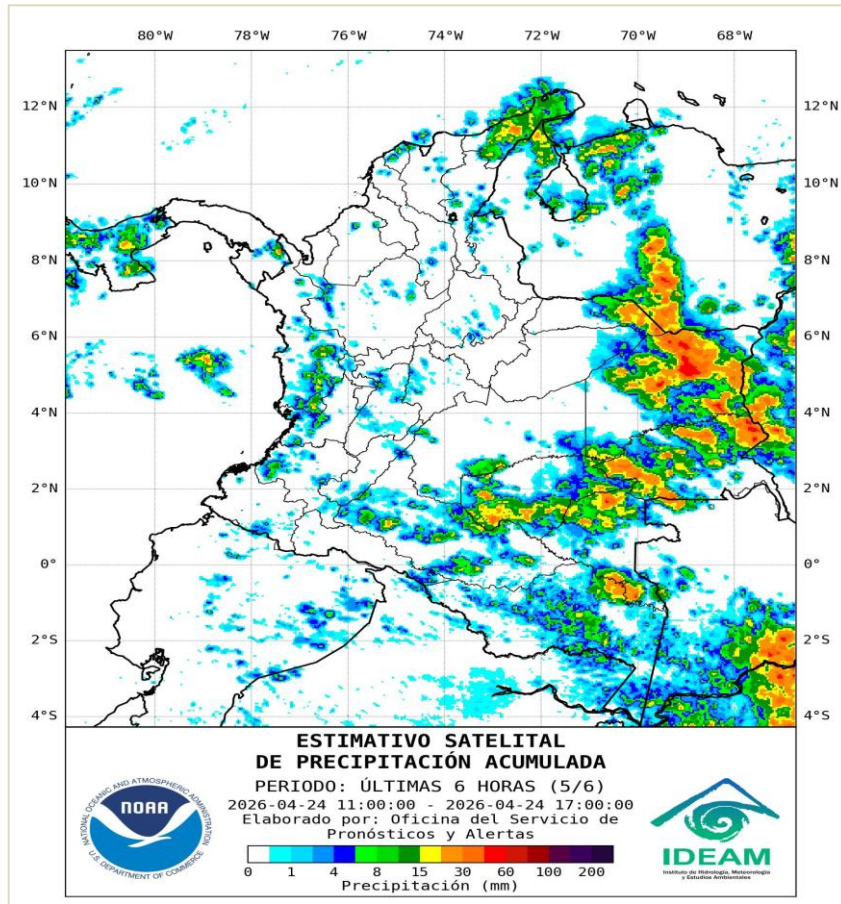 80°W 78°W 76°W 74°W 72°W 70°W 68°W
12°N 12°N
10°N 10°N
8°N 8°N
6°N 6°N
4°N 4°N
2°N 2°N
0° 0°
2°S 2°S
4°S 4°S
ESTIMATIVO SATELITAL
DE PRECIPITACIÓN ACUMULADA
PERIODO: ÚLTIMAS 6 HORAS (5/6)
2026-04-24 11:00:00 - 2026-04-24 17:00:00
Elaborado por: Oficina del Servicio de
Pronósticos y Alertas
0 1 4 8 15 30 60 100 200
Precipitación (mm)
NATIONAL OCEANIC AND ATMOSPHERIC ADMINISTRATION
NOAA
U.S. DEPARTMENT OF COMMERCE
IDEAM
Instituto de Hidrología, Meteorología
y Estudios Ambientales